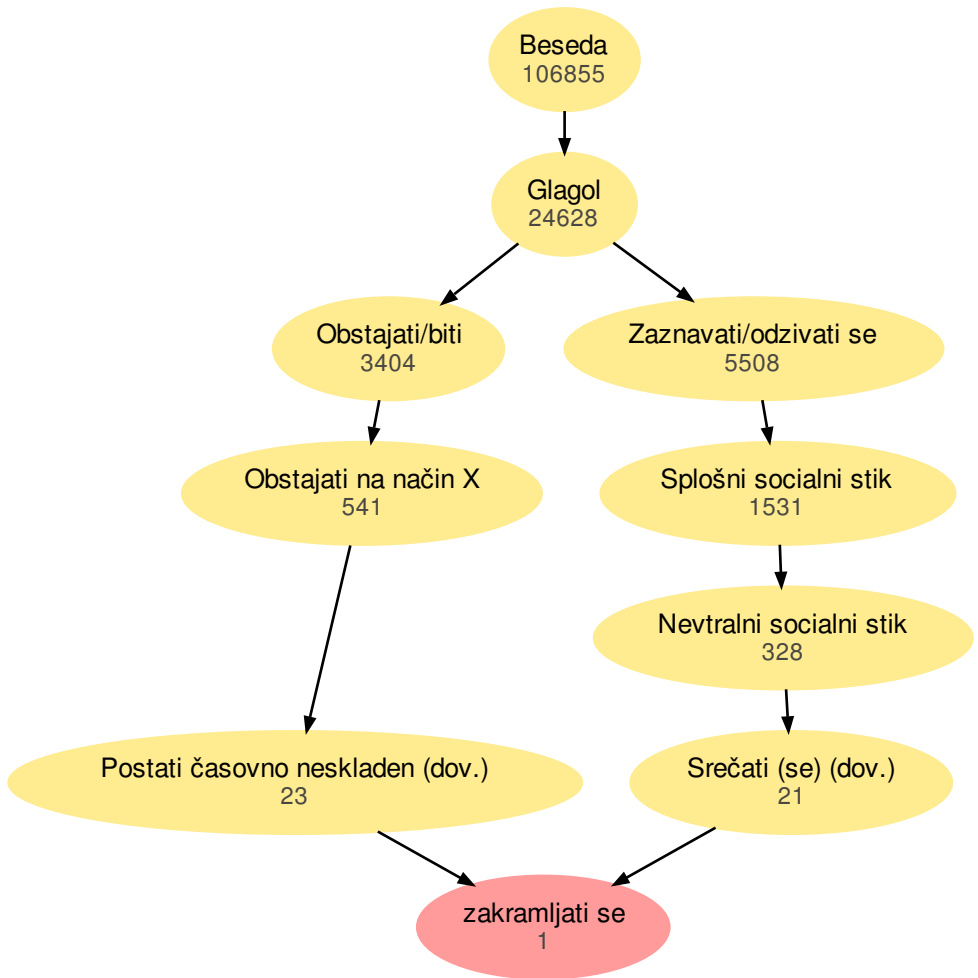 Beseda
106855
Glagol
24628
Obstajati/biti
3404
Zaznavati/odzivati se
5508
Obstajati na način X
541
Splošni socialni stik
1531
Nevtralni socialni stik
328
Postati časovno neskladen (dov.)
23
Srečati (se) (dov.)
21
zakramljati se
1